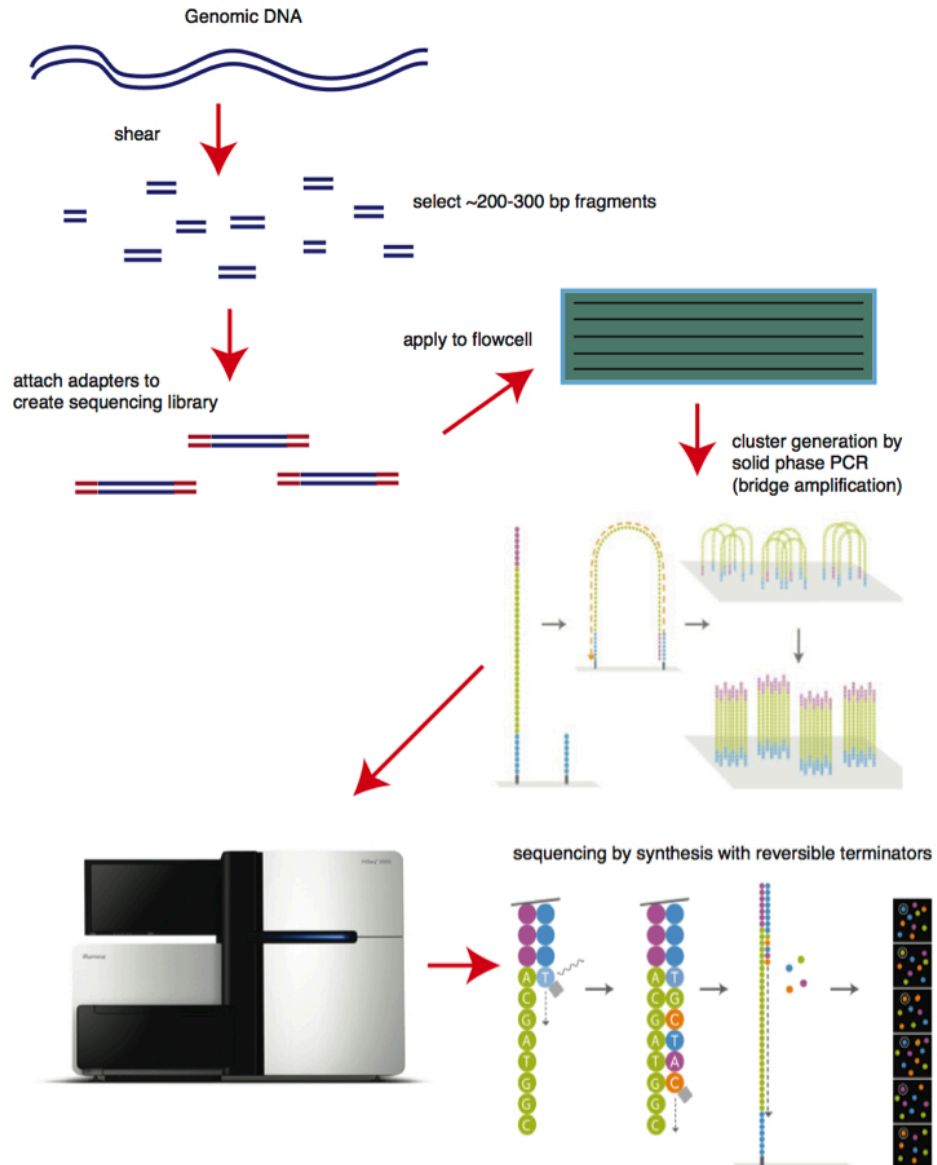 Genomic DNA
shear
select ~200-300 bp fragments
apply to flowcell
attach adapters to
create sequencing library
cluster generation by
solid phase PCR
(bridge amplification)
sequencing by synthesis with reversible terminators
illumina
A T
C
G
A
T
G
G
C
A T
C G
G C
A T
T A
G C
G
C